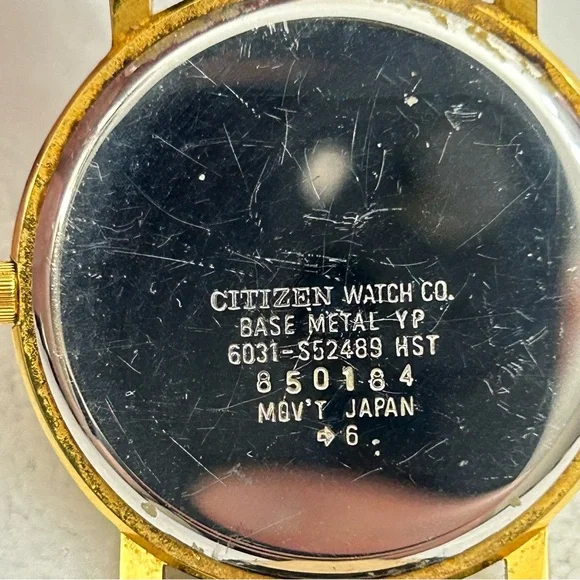 CITIZEN WATCH CO.
BASE METAL YP
6031-S52489 HST
850184
MOV'T JAPAN
6